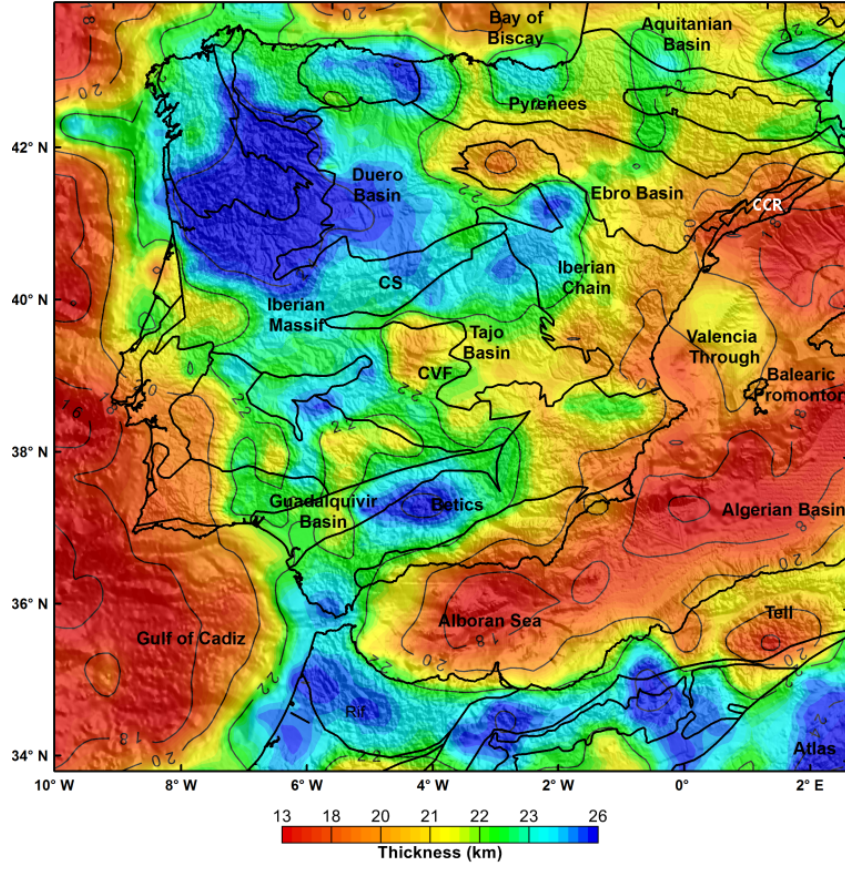 Bay of
Biscay
Aquitanian
Basin
Pyrenees
42° N
Duero
Basin
Ebro Basin
CCR
Iberian
Chain
CS
40° N
Iberian
Massif
Tajo
Basin
Valencia
Through
CVF
Balearic
Promontory
38° N
Guadalquivir
Basin
Betics
Algerian Basin
36° N
Alboran Sea
Tell
Gulf of Cadiz
Rif
34° N
Atlas
10° W 8° W 6° W 4° W 2° W 0° 2° E
13 18 20 21 22 23 26
Thickness (km)